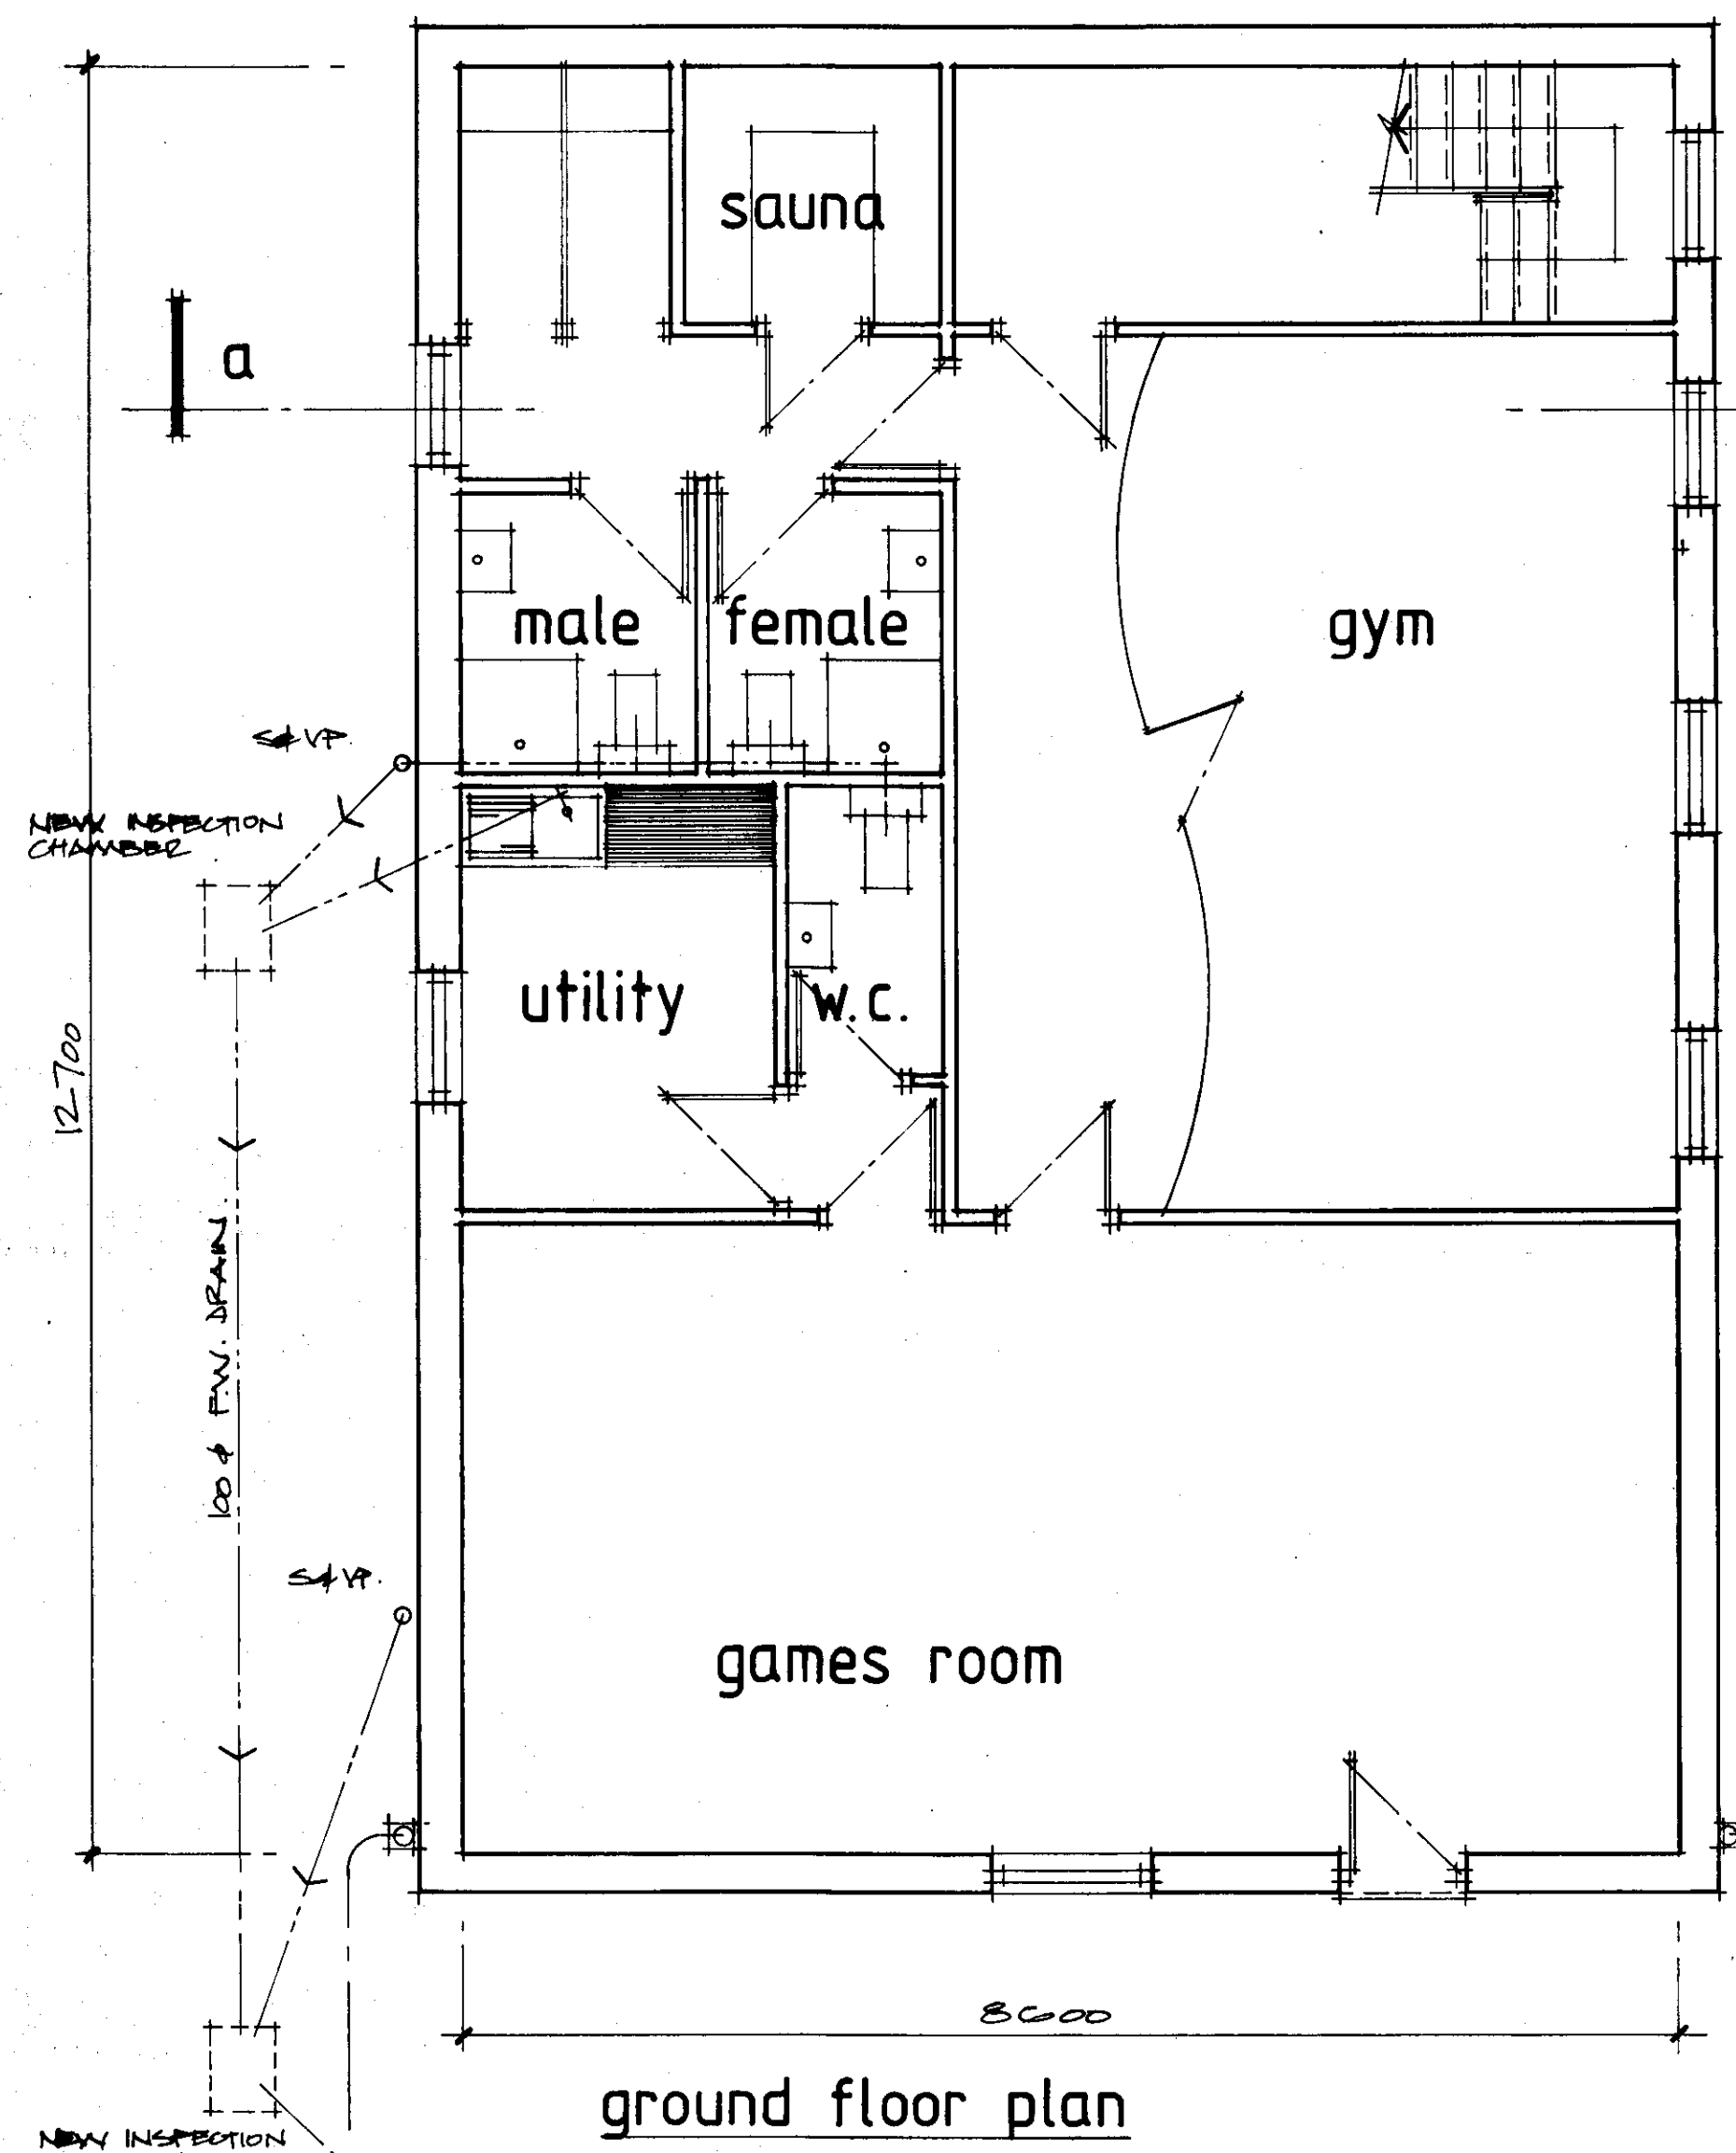 sauna
a
male
female
gym
S&VP.
NEW INSPECTION
CHAMBER
utility
w.c.
12700
100 ø F.W. DRAIN.
S&VP.
games room
8600
ground floor plan
NEW INSPECTION